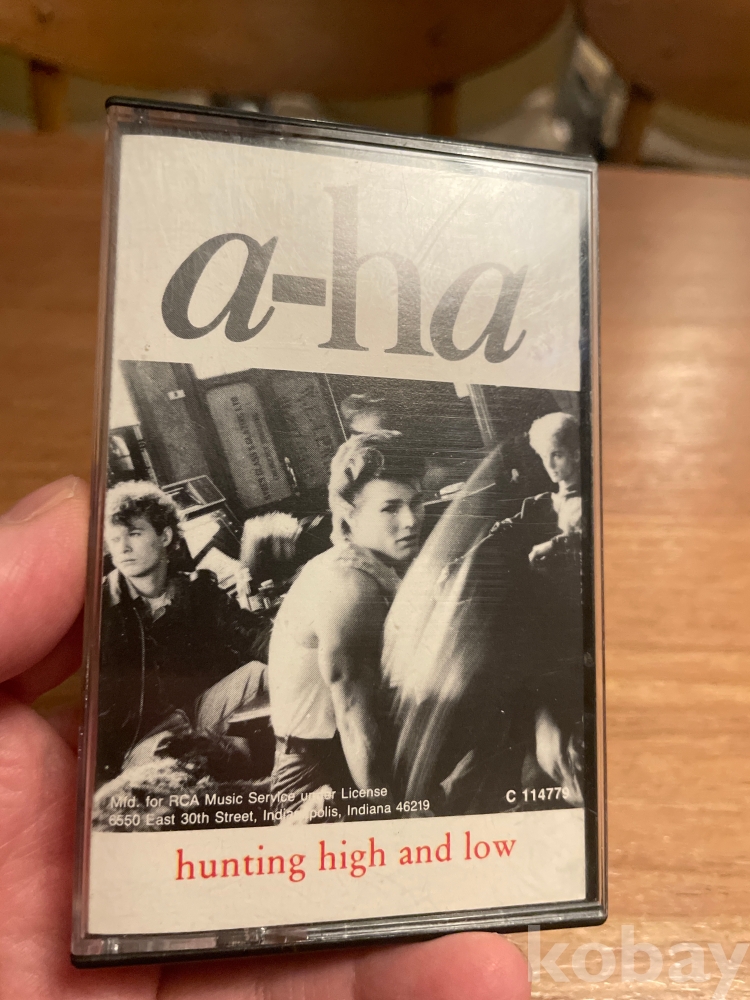 a-ha
Mfd. for RCA Music Service under License
6550 East 30th Street, Indianapolis, Indiana 46219
C 114779
hunting high and low
kobay